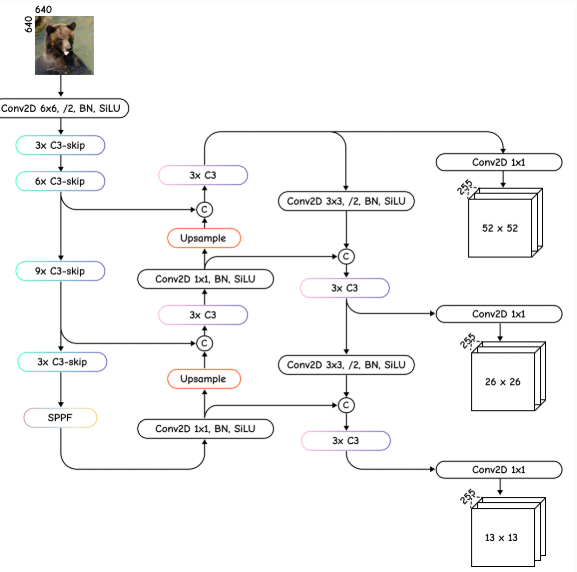 640
640
Conv2D 6x6, /2, BN, SiLU
3x C3-skip
6x C3-skip
9x C3-skip
3x C3-skip
SPPF
3x C3
C
Upsample
Conv2D 1x1, BN, SiLU
3x C3
C
Upsample
Conv2D 1x1, BN, SiLU
Conv2D 3x3, /2, BN, SiLU
C
3x C3
Conv2D 3x3, /2, BN, SiLU
C
3x C3
Conv2D 1x1
255
52 x 52
Conv2D 1x1
255
26 x 26
Conv2D 1x1
255
13 x 13